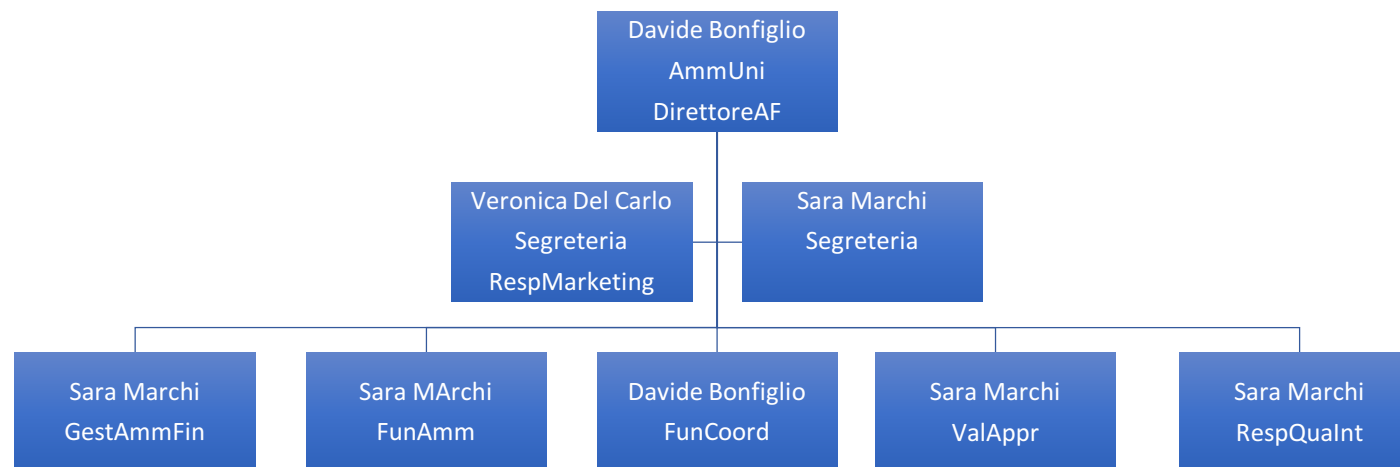 Davide Bonfiglio
AmmUni
DirettoreAF
Veronica Del Carlo
Segreteria
RespMarketing
Sara Marchi
Segreteria
Sara Marchi
GestAmmFin
Sara MArchi
FunAmm
Davide Bonfiglio
FunCoord
Sara Marchi
ValAppr
Sara Marchi
RespQuaInt